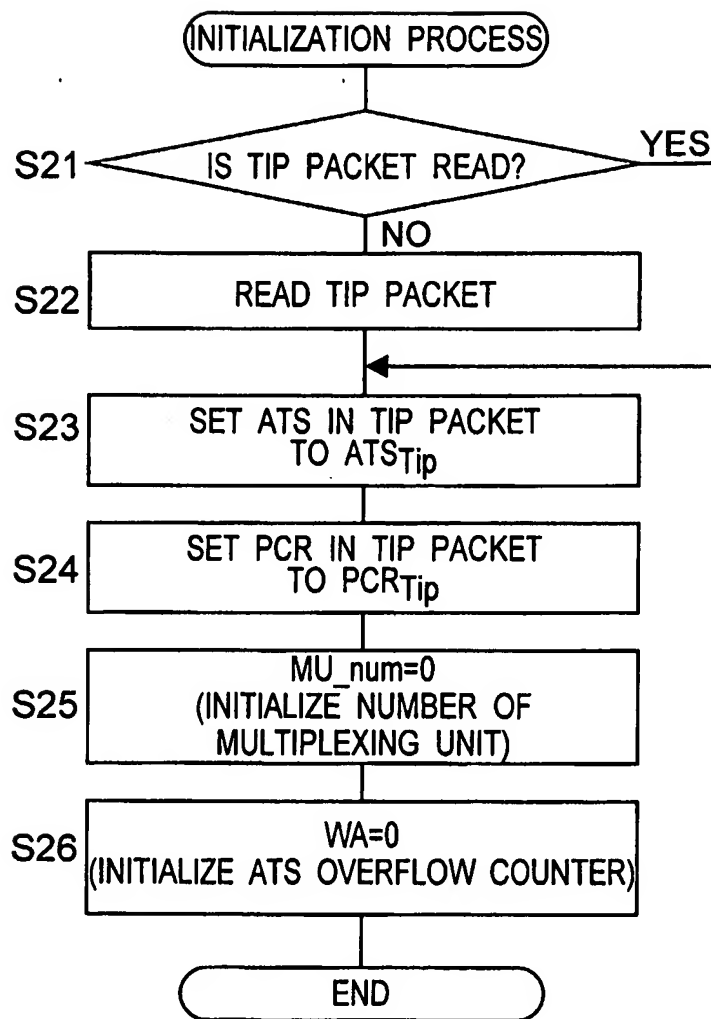 INITIALIZATION PROCESS
S21
IS TIP PACKET READ?
YES
NO
S22
READ TIP PACKET
S23
SET ATS IN TIP PACKET
TO ATSTip
S24
SET PCR IN TIP PACKET
TO PCRTip
S25
MU_num=0
(INITIALIZE NUMBER OF
MULTIPLEXING UNIT)
S26
WA=0
(INITIALIZE ATS OVERFLOW COUNTER)
END